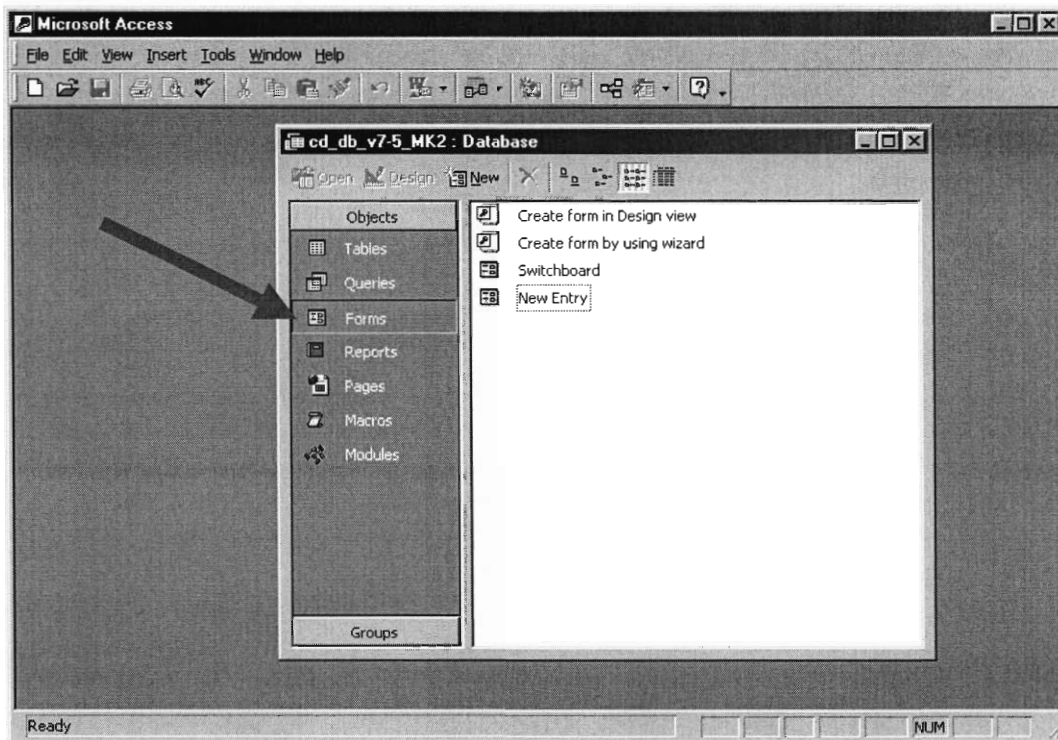 Microsoft Access
File Edit View Insert Tools Window Help
cd_db_v7-5_MK2 : Database
Open Design New
Objects
Tables
Queries
Forms
Reports
Pages
Macros
Modules
Groups
Create form in Design view
Create form by using wizard
Switchboard
New Entry
Ready
NUM